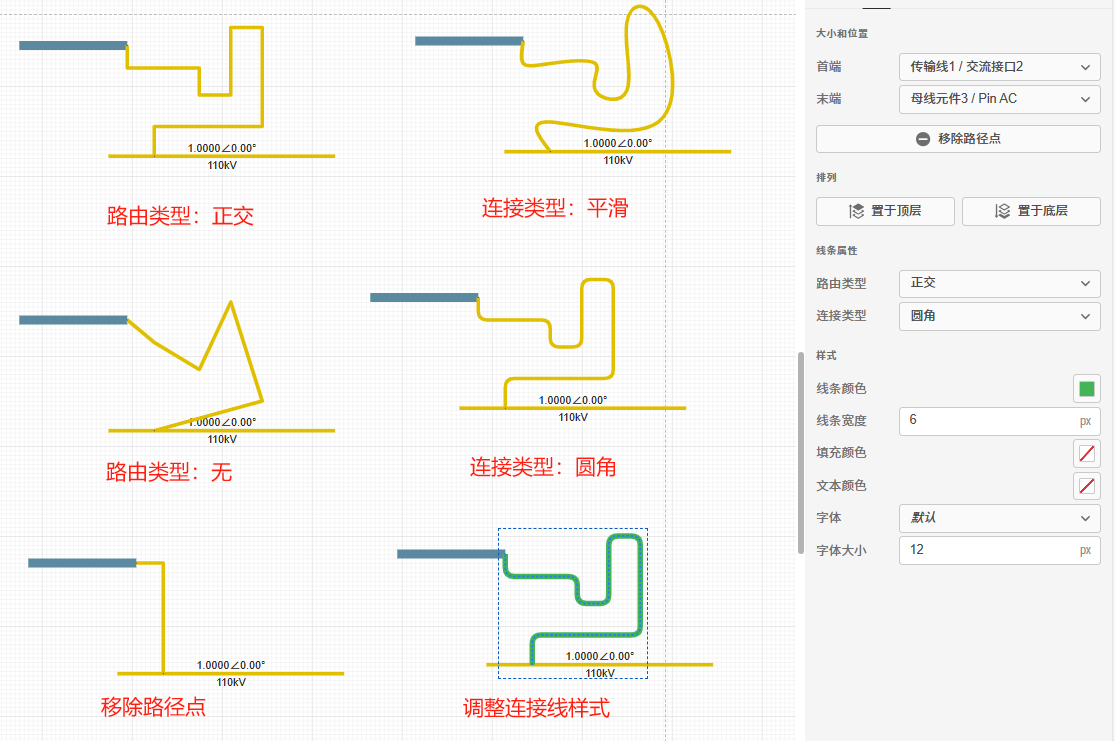 1.0000∠0.00°
110kV
路由类型：正交
1.0000∠0.00°
110kV
连接类型：平滑
1.0000∠0.00°
110kV
路由类型：无
1.0000∠0.00°
110kV
连接类型：圆角
1.0000∠0.00°
110kV
移除路径点
1.0000∠0.00°
110kV
调整连接线样式
大小和位置
首端 传输线1 / 交流接口2
末端 母线元件3 / Pin AC
移除路径点
排列
置于顶层 置于底层
线条属性
路由类型 正交
连接类型 圆角
样式
线条颜色
线条宽度 6 px
填充颜色
文本颜色
字体 默认
字体大小 12 px